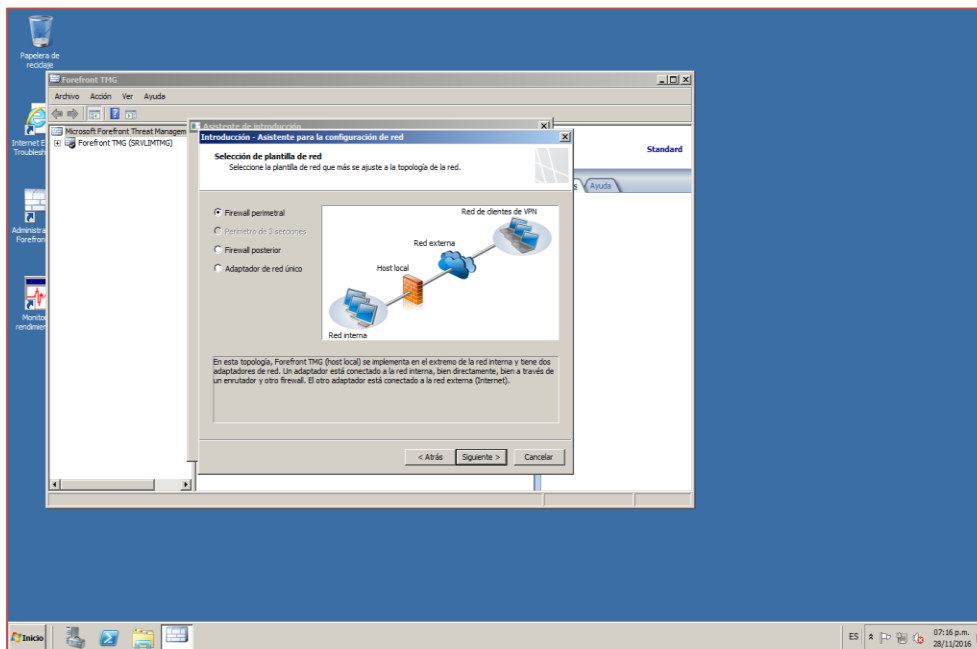 Papelera de
reciclaje
Forefront TMG
Archivo Acción Ver Ayuda
Microsoft Forefront Threat Managem
Forefront TMG (SRVLIMTMG)
Asistente de introducción
Introducción - Asistente para la configuración de red
Selección de plantilla de red
Seleccione la plantilla de red que más se ajuste a la topología de la red.
Standard
s Ayuda
Internet E
Troublesh
Administra
Forefron
Monito
rendimien
Firewall perimetral
Perímetro de 3 secciones
Firewall posterior
Adaptador de red único
Red de clientes de VPN
Red externa
Host local
Red interna
En esta topología, Forefront TMG (host local) se implementa en el extremo de la red interna y tiene dos
adaptadores de red. Un adaptador está conectado a la red interna, bien directamente, bien a través de
un enrutador y otro firewall. El otro adaptador está conectado a la red externa (Internet).
< Atrás Siguiente > Cancelar
Inicio
ES
07:16 p.m.
28/11/2016